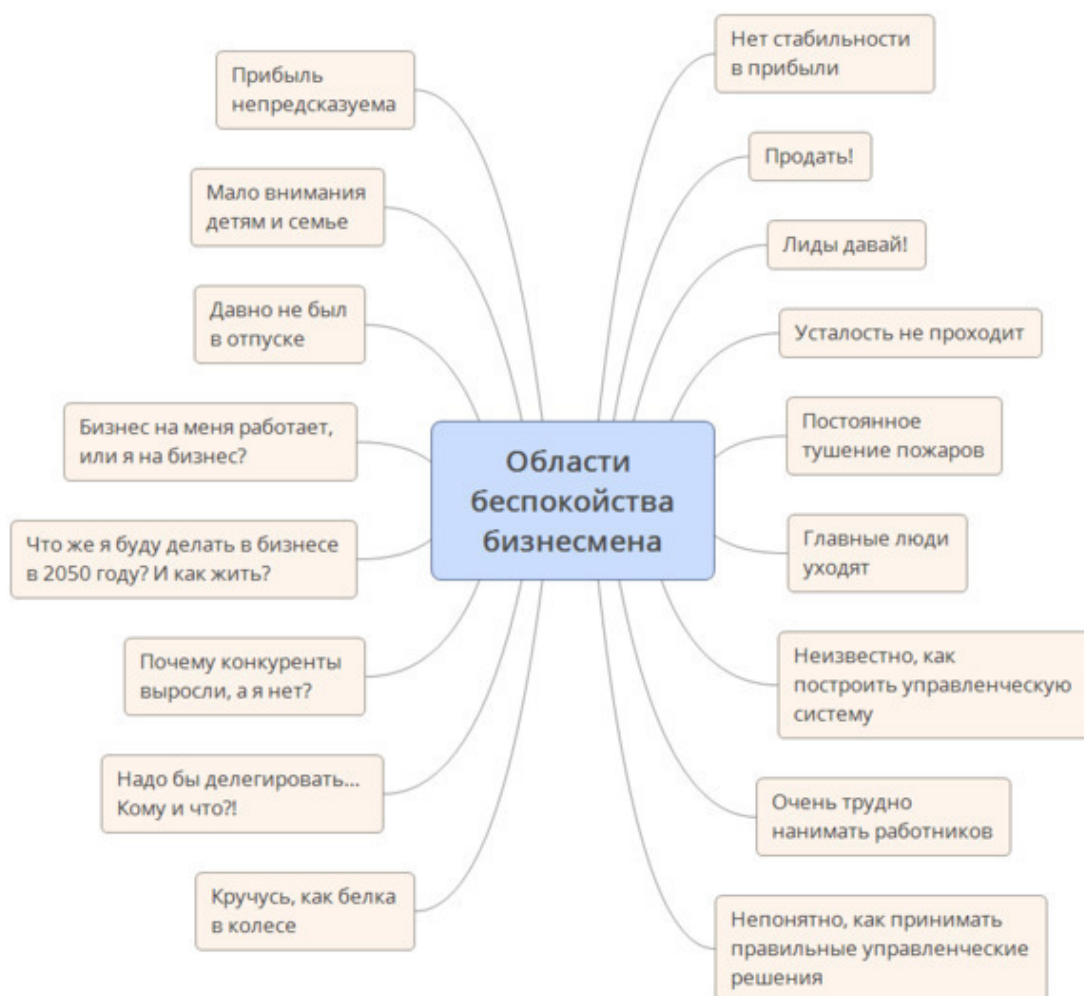 Прибыль
непредсказуема
Мало внимания
детям и семье
Давно не был
в отпуске
Бизнес на меня работает,
или я на бизнес?
Что же я буду делать в бизнесе
в 2050 году? И как жить?
Почему конкуренты
выросли, а я нет?
Надо бы делегировать...
Кому и что?!
Кручусь, как белка
в колесе
Области
беспокойства
бизнесмена
Нет стабильности
в прибыли
Продать!
Лиды давай!
Усталость не проходит
Постоянное
тушение пожаров
Главные люди
уходят
Неизвестно, как
построить управленческую
систему
Очень трудно
нанимать работников
Непонятно, как принимать
правильные управленческие
решения